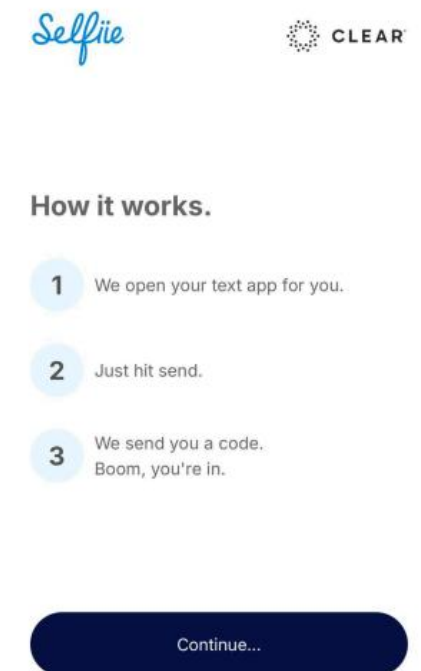 Selfiie
CLEAR
How it works.
1
We open your text app for you.
2
Just hit send.
3
We send you a code.
Boom, you're in.
Continue...